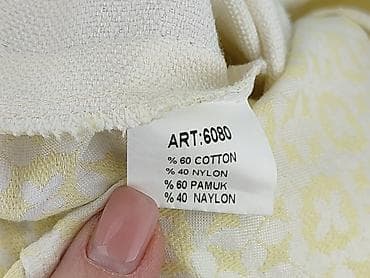 ART:6080
% 60 COTTON
% 40 NYLON
% 60 PAMUK
% 40 NAYLON